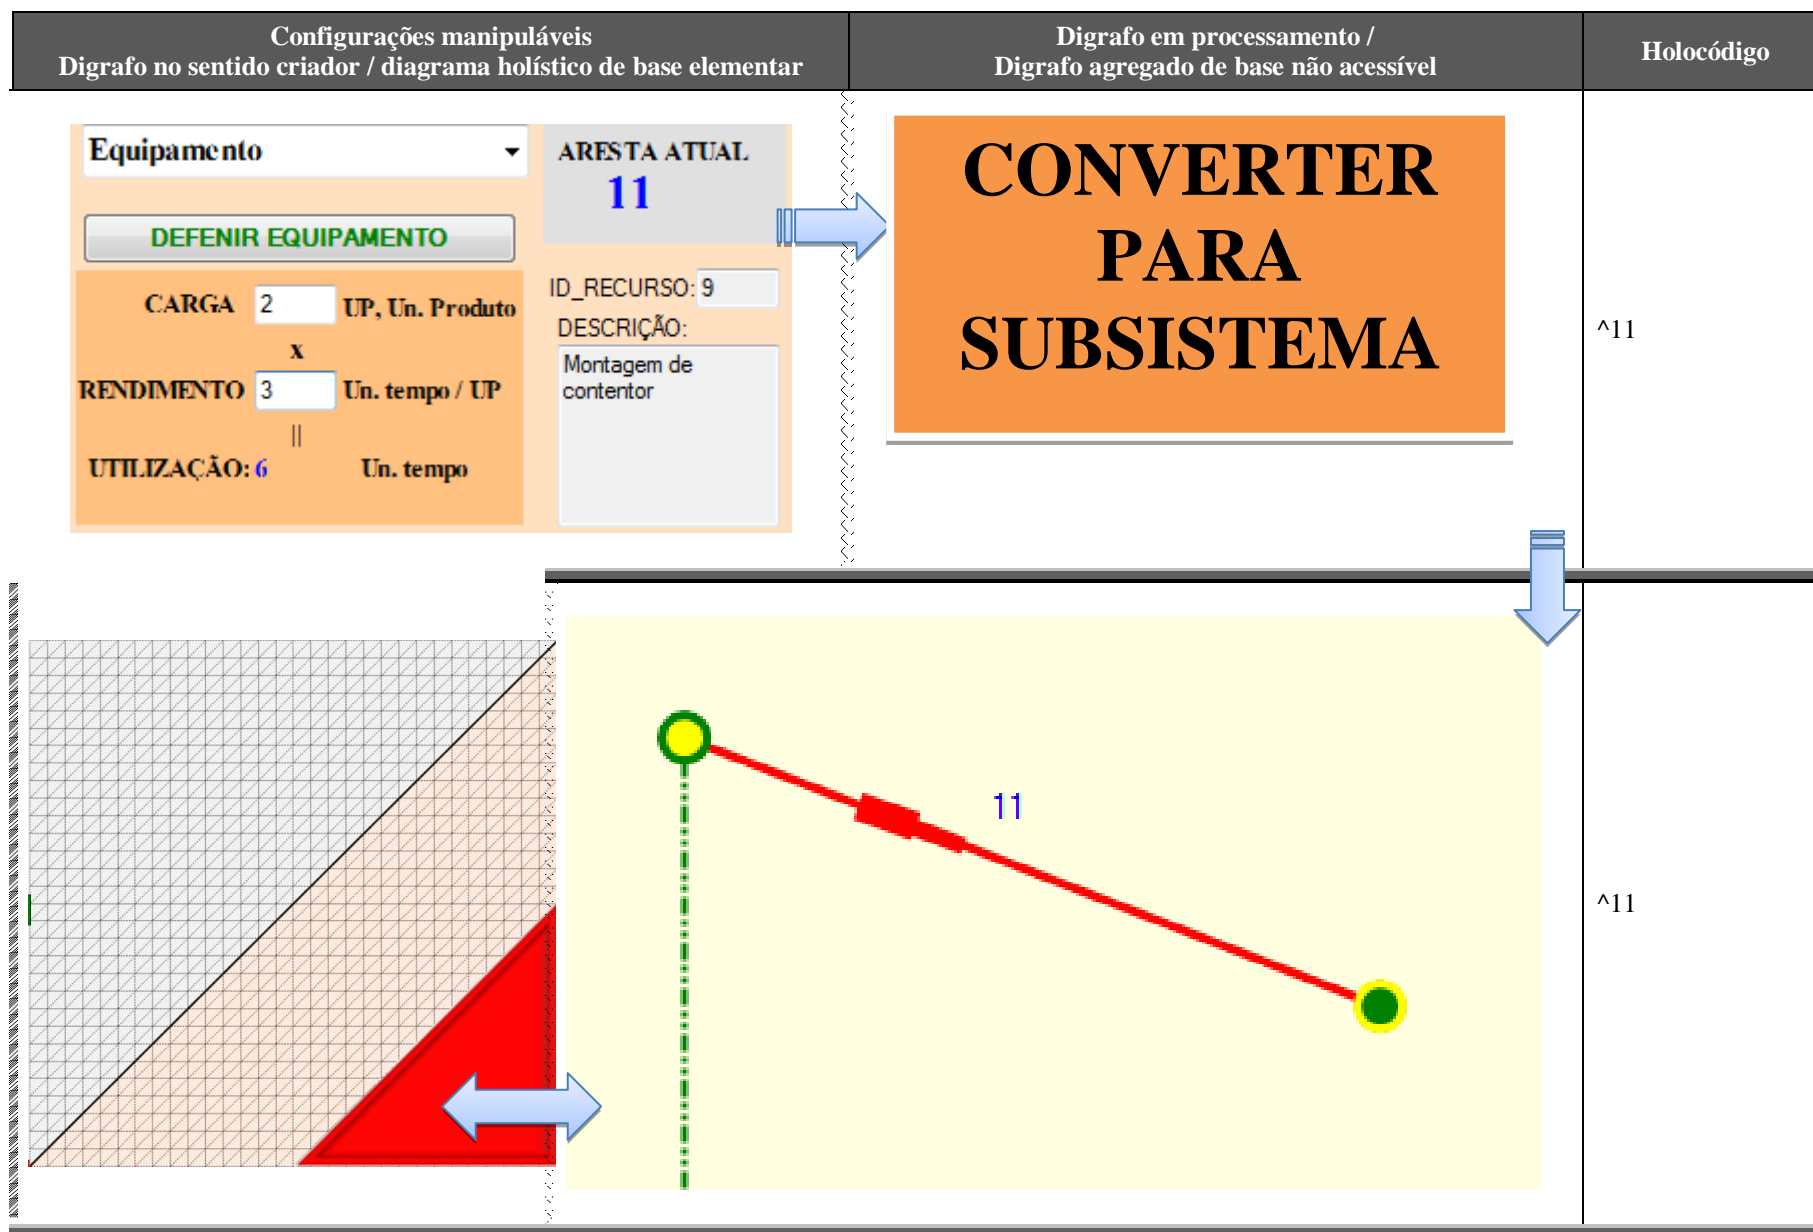 Configurações manipuláveis
Digrafo no sentido criador / diagrama holístico de base elementar
Digrafo em processamento /
Digrafo agregado de base não acessível
Holocódigo
Equipamento
ARESTA ATUAL
11
DEFENIR EQUIPAMENTO
CARGA 2 UP, Un. Produto
x
RENDIMENTO 3 Un. tempo / UP
||
UTILIZAÇÃO: 6 Un. tempo
ID_RECURSO: 9
DESCRIÇÃO:
Montagem de
contentor
CONVERTER
PARA
SUBSISTEMA
^11
11
^11